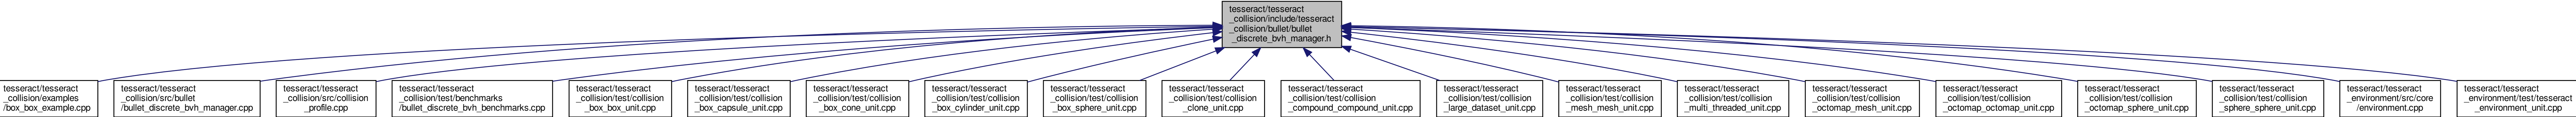 tesseract/tesseract
_collision/include/tesseract
_collision/bullet/bullet
_discrete_bvh_manager.h
tesseract/tesseract
_collision/examples
/box_box_example.cpp
tesseract/tesseract
_collision/src/bullet
/bullet_discrete_bvh_manager.cpp
tesseract/tesseract
_collision/src/collision
_profile.cpp
tesseract/tesseract
_collision/test/benchmarks
/bullet_discrete_bvh_benchmarks.cpp
tesseract/tesseract
_collision/test/collision
_box_box_unit.cpp
tesseract/tesseract
_collision/test/collision
_box_capsule_unit.cpp
tesseract/tesseract
_collision/test/collision
_box_cone_unit.cpp
tesseract/tesseract
_collision/test/collision
_box_cylinder_unit.cpp
tesseract/tesseract
_collision/test/collision
_box_sphere_unit.cpp
tesseract/tesseract
_collision/test/collision
_clone_unit.cpp
tesseract/tesseract
_collision/test/collision
_compound_compound_unit.cpp
tesseract/tesseract
_collision/test/collision
_large_dataset_unit.cpp
tesseract/tesseract
_collision/test/collision
_mesh_mesh_unit.cpp
tesseract/tesseract
_collision/test/collision
_multi_threaded_unit.cpp
tesseract/tesseract
_collision/test/collision
_octomap_mesh_unit.cpp
tesseract/tesseract
_collision/test/collision
_octomap_octomap_unit.cpp
tesseract/tesseract
_collision/test/collision
_octomap_sphere_unit.cpp
tesseract/tesseract
_collision/test/collision
_sphere_sphere_unit.cpp
tesseract/tesseract
_environment/src/core
/environment.cpp
tesseract/tesseract
_environment/test/tesseract
_environment_unit.cpp